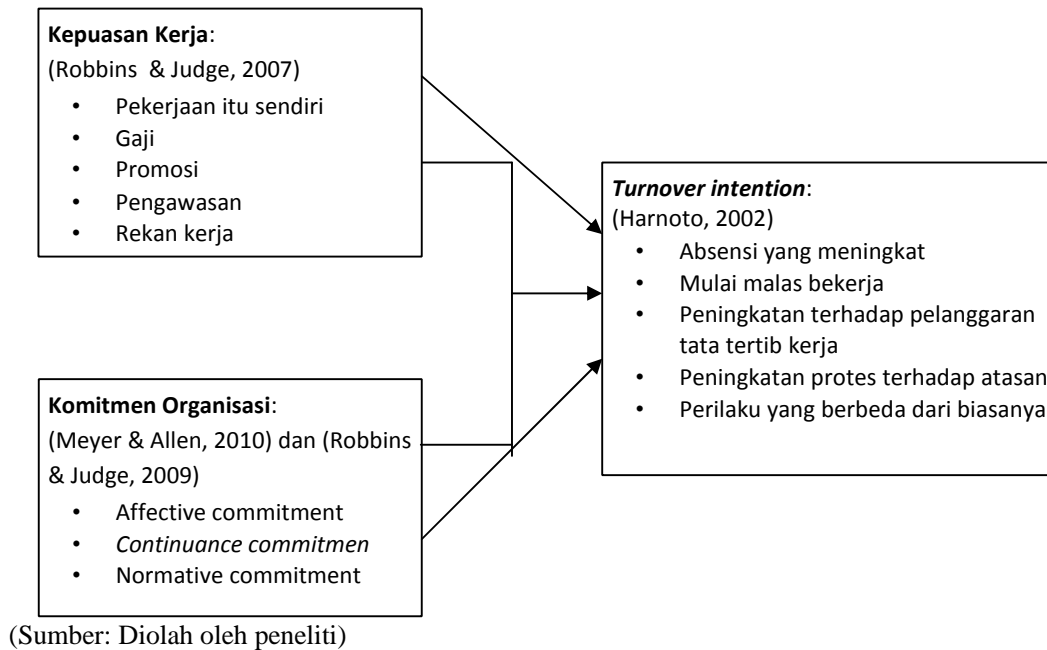 Kepuasan Kerja:
(Robbins & Judge, 2007)
• Pekerjaan itu sendiri
• Gaji
• Promosi
• Pengawasan
• Rekan kerja
Turnover intention:
(Harnoto, 2002)
• Absensi yang meningkat
• Mulai malas bekerja
• Peningkatan terhadap pelanggaran
tata tertib kerja
• Peningkatan protes terhadap atasan
• Perilaku yang berbeda dari biasanya
Komitmen Organisasi:
(Meyer & Allen, 2010) dan (Robbins
& Judge, 2009)
• Affective commitment
• Continuance commitmen
• Normative commitment
(Sumber: Diolah oleh peneliti)